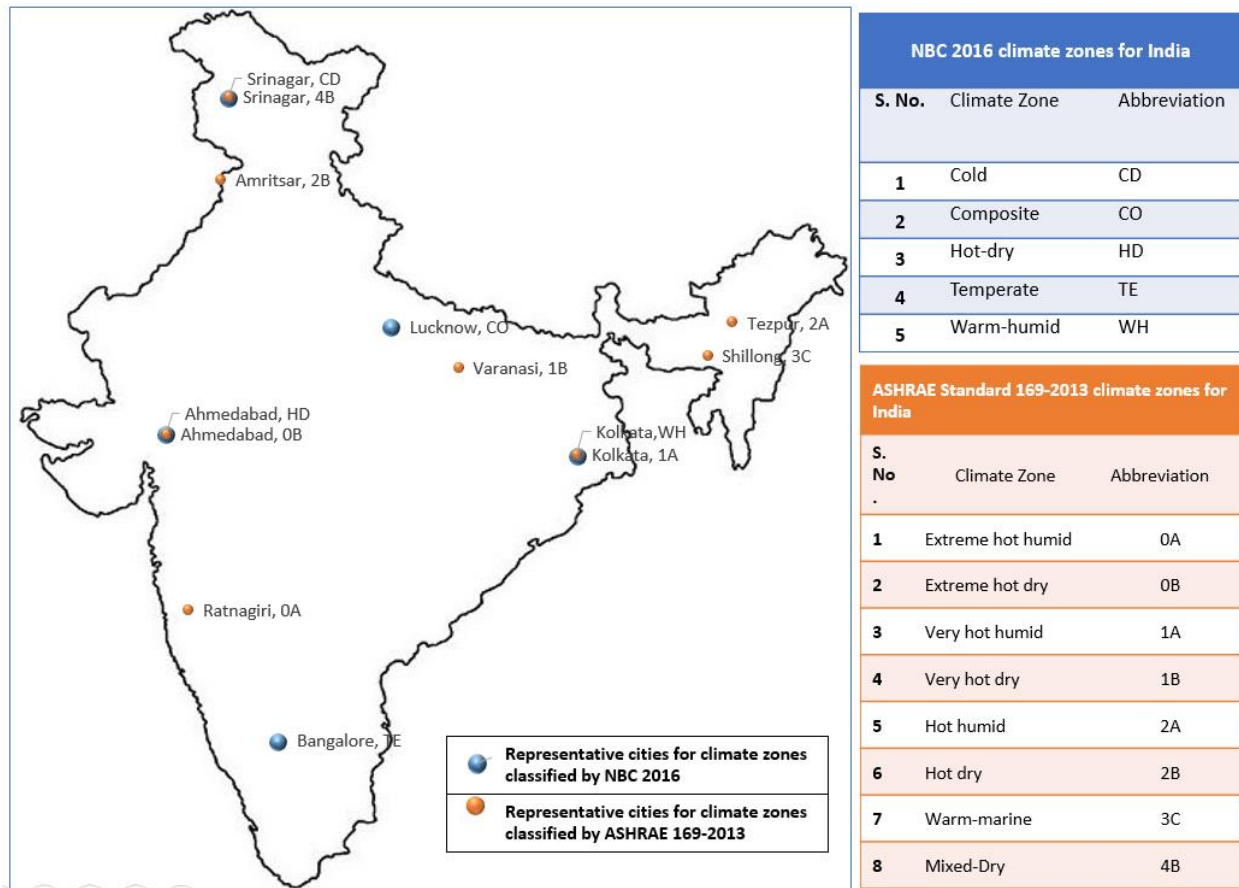 Srinagar, CD
Srinagar, 4B
Amritsar, 2B
Lucknow, CO
Tezpur, 2A
Shillong, 3C
Varanasi, 1B
Ahmedabad, HD
Ahmedabad, 0B
Kolkata,WH
Kolkata, 1A
Ratnagiri, 0A
Bangalore, TE
Representative cities for climate zones
classified by NBC 2016
Representative cities for climate zones
classified by ASHRAE 169-2013
NBC 2016 climate zones for India
S. No. Climate Zone Abbreviation
1 Cold CD
2 Composite CO
3 Hot-dry HD
4 Temperate TE
5 Warm-humid WH
ASHRAE Standard 169-2013 climate zones for
India
S.
No Climate Zone Abbreviation
.
1 Extreme hot humid 0A
2 Extreme hot dry 0B
3 Very hot humid 1A
4 Very hot dry 1B
5 Hot humid 2A
6 Hot dry 2B
7 Warm-marine 3C
8 Mixed-Dry 4B